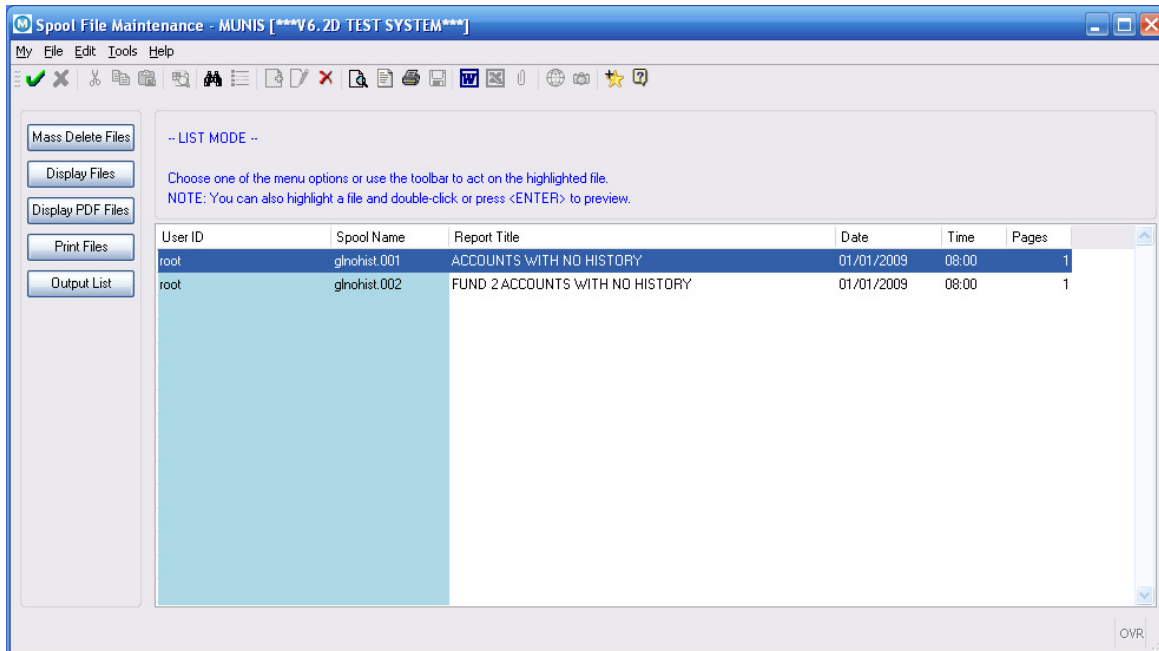 Spool File Maintenance - MUNIS [***V6.2D TEST SYSTEM***]
My File Edit Tools Help
Mass Delete Files
Display Files
Display PDF Files
Print Files
Output List
-- LIST MODE --
Choose one of the menu options or use the toolbar to act on the highlighted file.
NOTE: You can also highlight a file and double-click or press <ENTER> to preview.
User ID Spool Name Report Title Date Time Pages
root glnohist.001 ACCOUNTS WITH NO HISTORY 01/01/2009 08:00 1
root glnohist.002 FUND 2 ACCOUNTS WITH NO HISTORY 01/01/2009 08:00 1
OVR